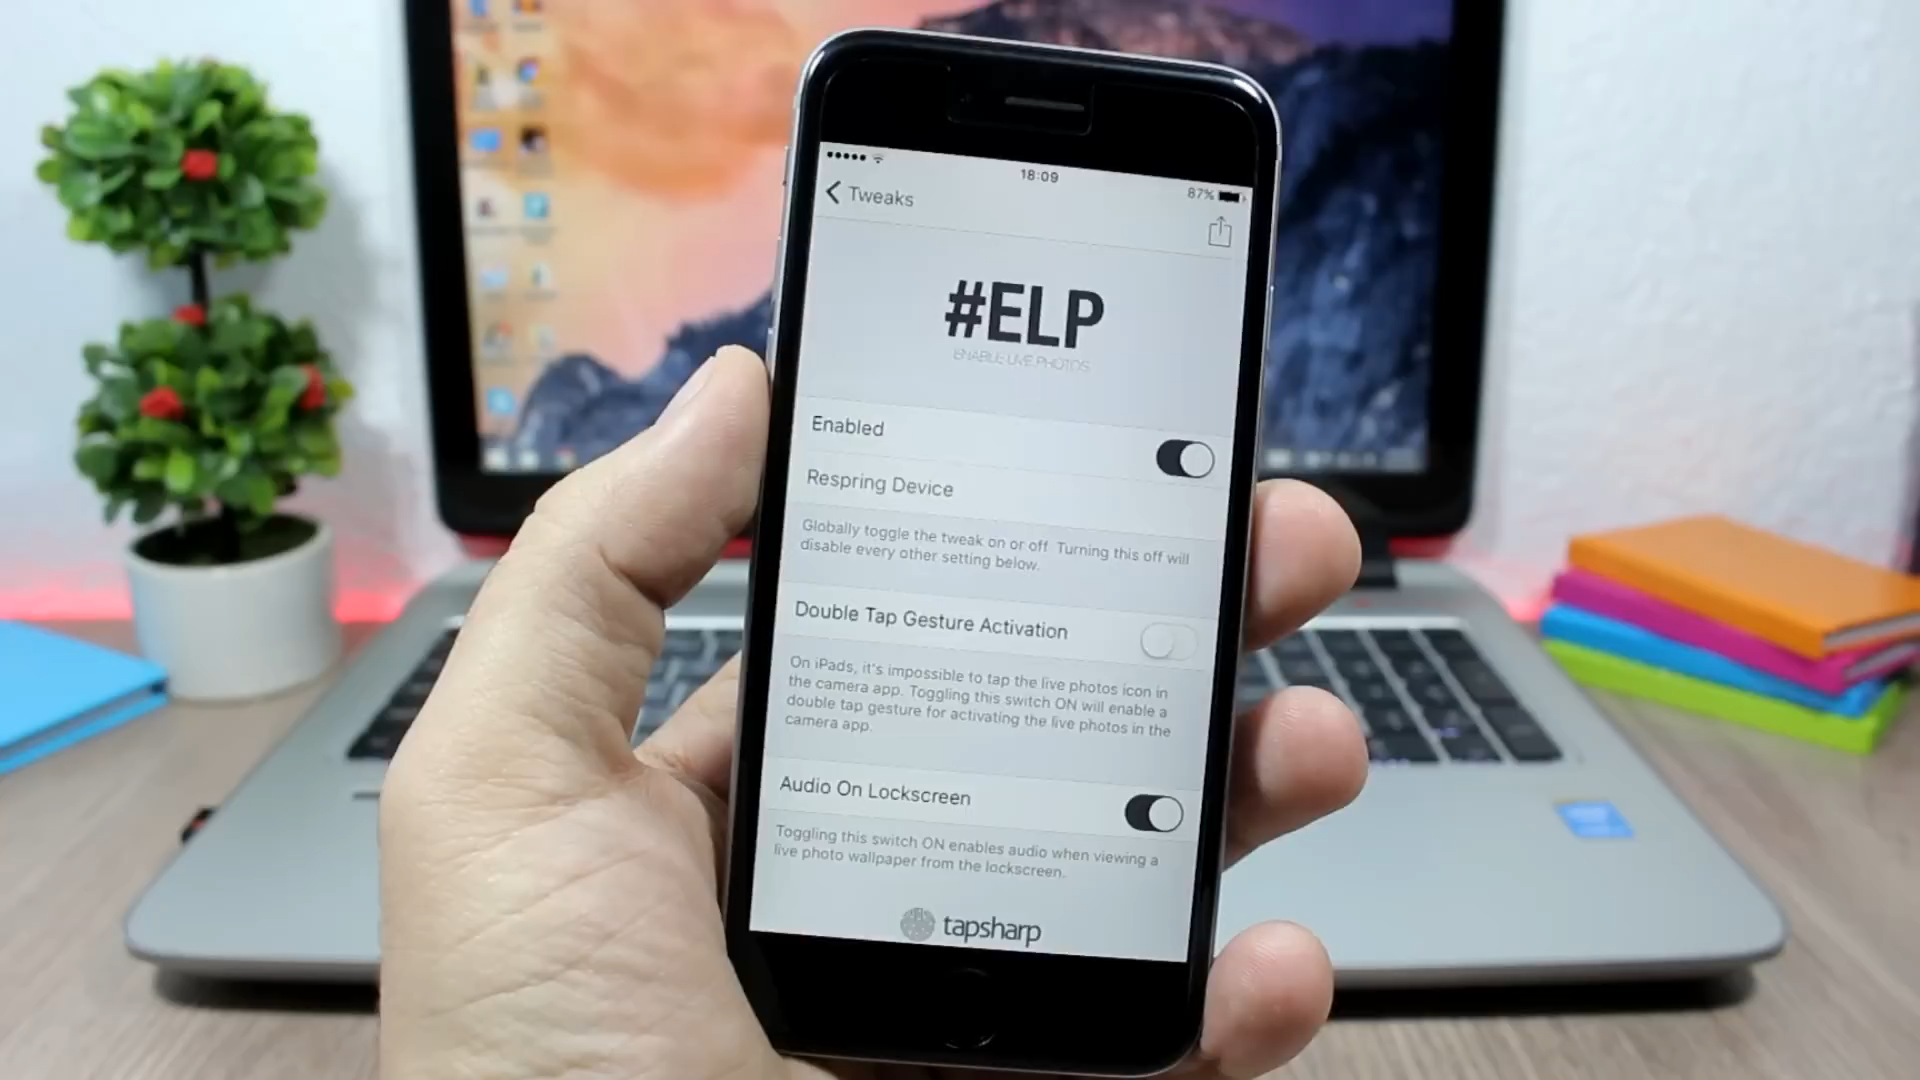 18:09
87%
Tweaks
#ELP
ENABLE LIVE PHOTOS
Enabled
Respring Device
Globally toggle the tweak on or off. Turning this off will
disable every other setting below.
Double Tap Gesture Activation
On iPads, it's impossible to tap the live photos icon in
the camera app. Toggling this switch ON will enable a
double tap gesture for activating the live photos in the
camera app.
Audio On Lockscreen
Toggling this switch ON enables audio when viewing a
live photo wallpaper from the lockscreen.
tapsharp